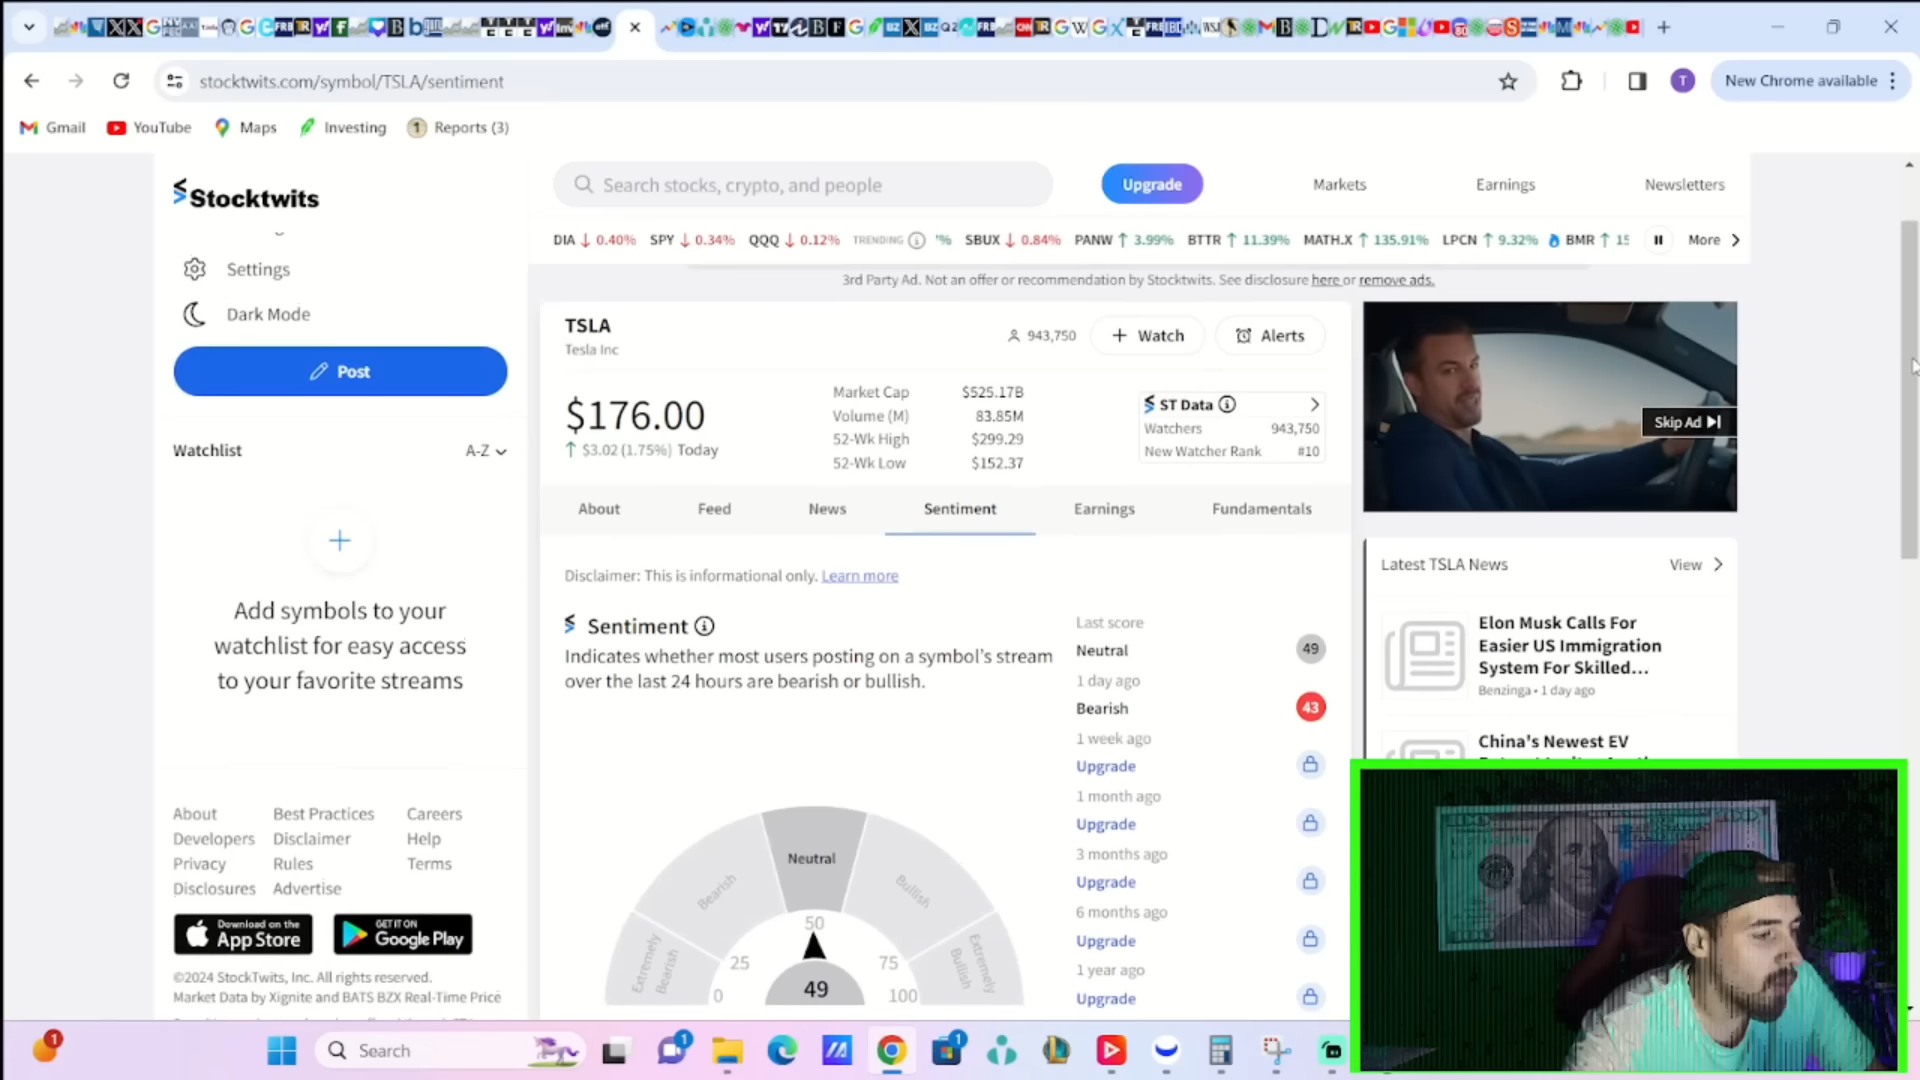 stocktwits.com/symbol/TSLA/sentiment
New Chrome available
Gmail
YouTube
Maps
Investing
Reports (3)
Stocktwits
Search stocks, crypto, and people
Upgrade
Markets
Earnings
Newsletters
DIA ↓ 0.40% SPY ↓ 0.34% QQQ ↓ 0.12% TRENDING % SBUX ↓ 0.84% PANW ↑ 3.99% BTTR ↑ 11.39% MATH.X ↑ 135.91% LPCN ↑ 9.32% BMR ↑ 15
More
Settings
Dark Mode
Post
3rd Party Ad. Not an offer or recommendation by Stocktwits. See disclosure here or remove ads.
TSLA
Tesla Inc
943,750
+ Watch
Alerts
$176.00
↑ $3.02 (1.75%) Today
Market Cap $525.17B
Volume (M) 83.85M
52-Wk High $299.29
52-Wk Low $152.37
ST Data
Watchers 943,750
New Watcher Rank #10
Skip Ad
Watchlist
A-Z
Add symbols to your
watchlist for easy access
to your favorite streams
About Feed News Sentiment Earnings Fundamentals
Disclaimer: This is informational only. Learn more
Sentiment
Indicates whether most users posting on a symbol's stream
over the last 24 hours are bearish or bullish.
Last score
Neutral 49
1 day ago
Bearish 43
1 week ago
Upgrade
1 month ago
Upgrade
3 months ago
Upgrade
6 months ago
Upgrade
1 year ago
Upgrade
Extremely
Bearish
Bearish
Neutral
Bullish
Extremely
Bullish
0
25
50
75
100
49
Latest TSLA News
View
Elon Musk Calls For
Easier US Immigration
System For Skilled...
Benzinga • 1 day ago
China's Newest EV
About Best Practices Careers
Developers Disclaimer Help
Privacy Rules Terms
Disclosures Advertise
Download on the
App Store
GET IT ON
Google Play
©2024 StockTwits, Inc. All rights reserved.
Market Data by Xignite and BATS BZX Real-Time Price
1
Search
1
1
T